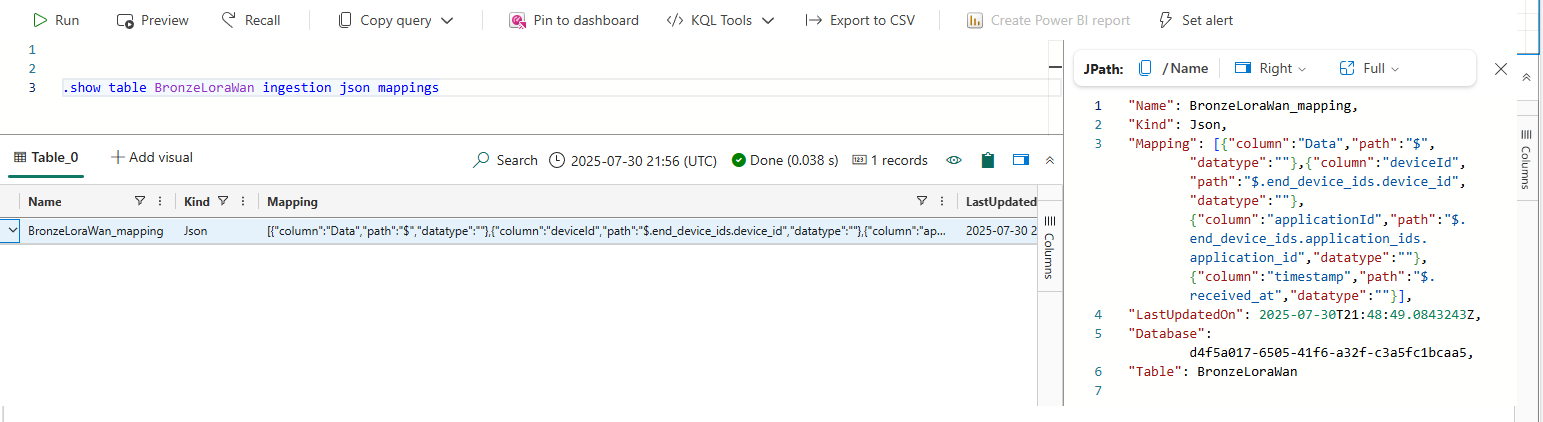 Run Preview Recall Copy query Pin to dashboard KQL Tools Export to CSV Create Power BI report Set alert
1
2
3 .show table BronzeLoraWan ingestion json mappings
Table_0 Add visual Search 2025-07-30 21:56 (UTC) Done (0.038 s) 123 1 records
Name Kind Mapping LastUpdated
BronzeLoraWan_mapping Json [{"column":"Data","path":"$","datatype":""},{"column":"deviceId","path":"$.end_device_ids.device_id","datatype":""},{"column":"ap... 2025-07-30 2
Columns
JPath: /Name Right Full
1 "Name": BronzeLoraWan_mapping,
2 "Kind": Json,
3 "Mapping": [{"column":"Data","path":"$",
"datatype":""},{"column":"deviceId",
"path":"$.end_device_ids.device_id",
"datatype":""},
{"column":"applicationId","path":"$.
end_device_ids.application_ids.
application_id","datatype":""},
{"column":"timestamp","path":"$.
received_at","datatype":""}],
4 "LastUpdatedOn": 2025-07-30T21:48:49.0843243Z,
5 "Database":
d4f5a017-6505-41f6-a32f-c3a5fc1bcaa5,
6 "Table": BronzeLoraWan
7
Columns